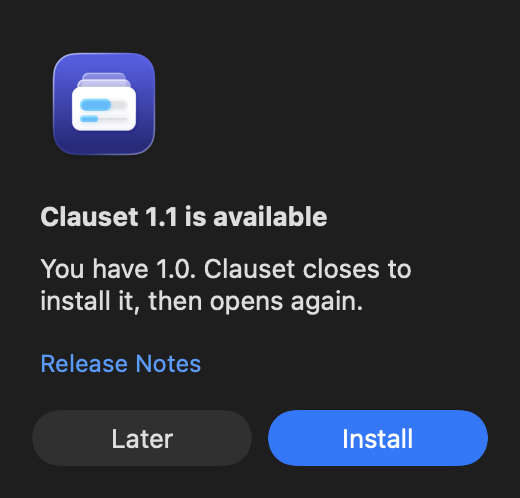 Clauset 1.1 is available
You have 1.0. Clauset closes to
install it, then opens again.
Release Notes
Later
Install